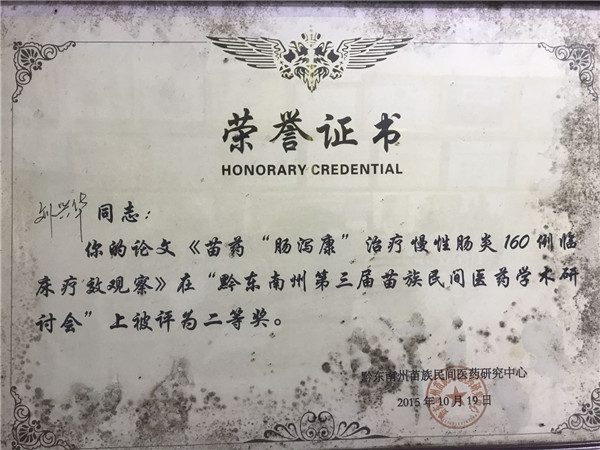 荣誉证书
HONORARY CREDENTIAL
刘兴华 同志：
你的论文《苗药“肠泻康”治疗慢性肠炎160例临
床疗效观察》在“黔东南州第三届苗族民间医药学术研
讨会”上被评为二等奖。
黔东南州苗族民间医药研究中心
2015年10月19日